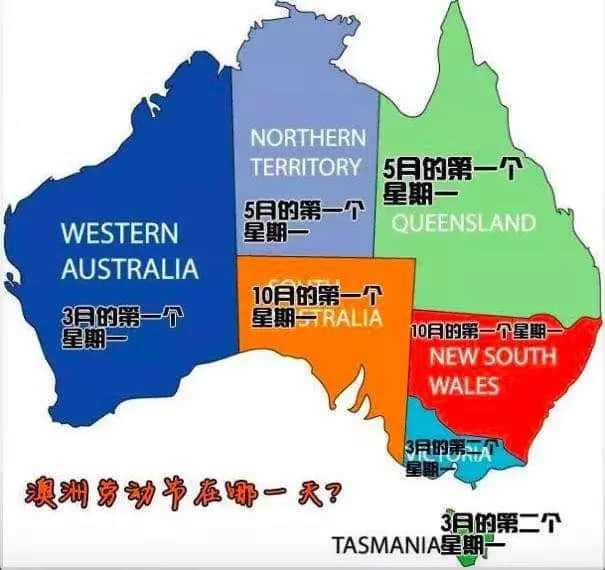 NORTHERN
TERRITORY
5月的第一个
星期一
5月的第一个
星期一
QUEENSLAND
WESTERN
AUSTRALIA
3月的第一个
星期一
SOUTH
AUSTRALIA
10月的第一个
星期一
10月的第一个星期一
NEW SOUTH
WALES
VICTORIA
3月的第二个
星期一
澳洲劳动节在哪一天?
TASMANIA
3月的第二个
星期一